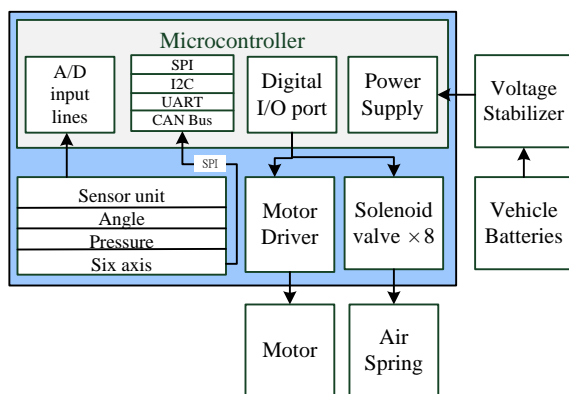 Microcontroller
A/D
input
lines
SPI
I2C
UART
CAN Bus
Digital
I/O port
Power
Supply
Voltage
Stabilizer
SPI
Sensor unit
Angle
Pressure
Six axis
Motor
Driver
Solenoid
valve ×8
Vehicle
Batteries
Motor
Air
Spring